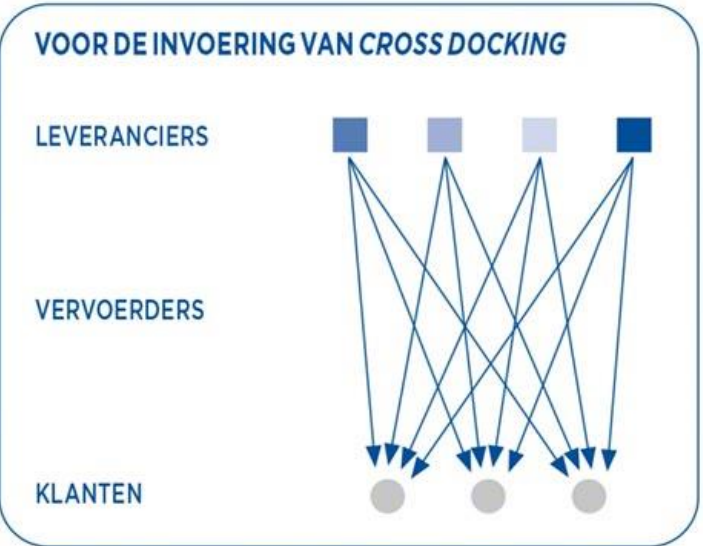 VOOR DE INVOERING VAN CROSS DOCKING
LEVERANCIERS
VERVOERDERS
KLANTEN